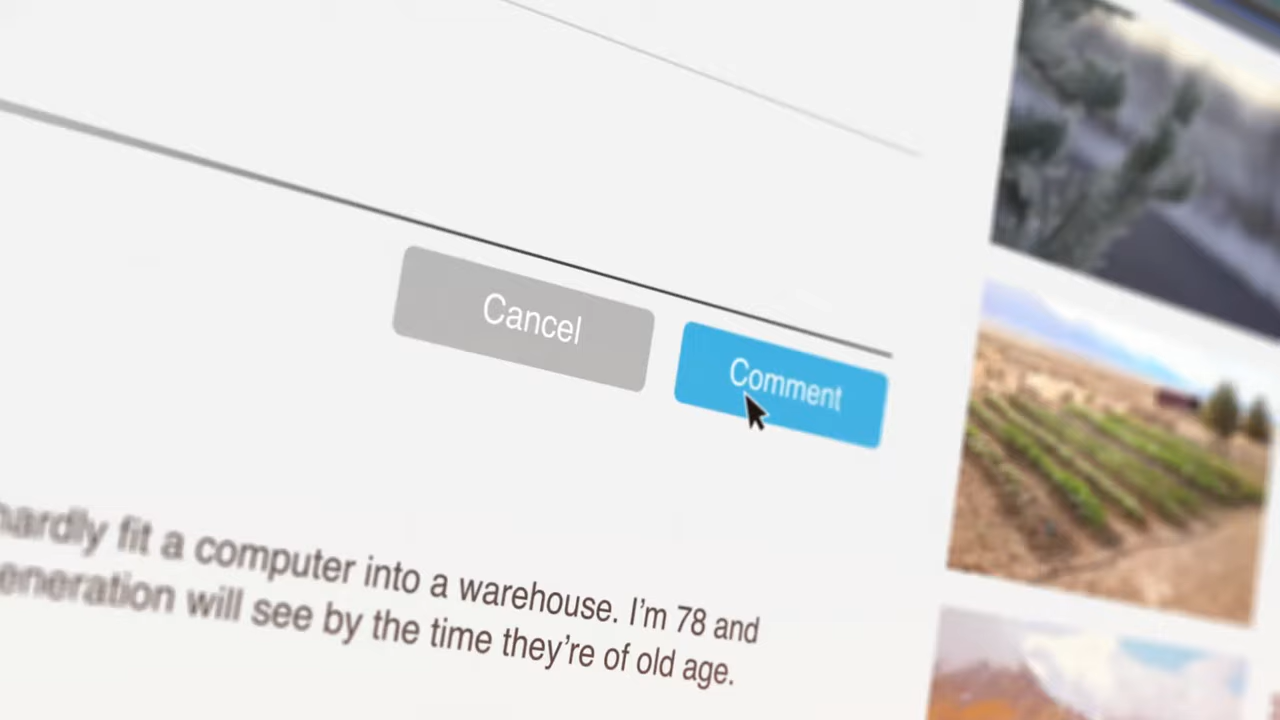 Cancel
Comment
hardly fit a computer into a warehouse. I'm 78 and
eneration will see by the time they're of old age.